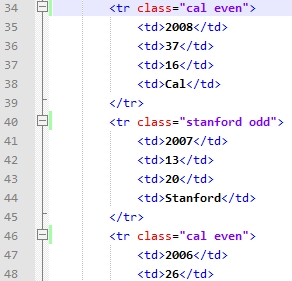 34 <tr class="cal even">
35 <td>2008</td>
36 <td>37</td>
37 <td>16</td>
38 <td>Cal</td>
39 </tr>
40 <tr class="stanford odd">
41 <td>2007</td>
42 <td>13</td>
43 <td>20</td>
44 <td>Stanford</td>
45 </tr>
46 <tr class="cal even">
47 <td>2006</td>
48 <td>26</td>